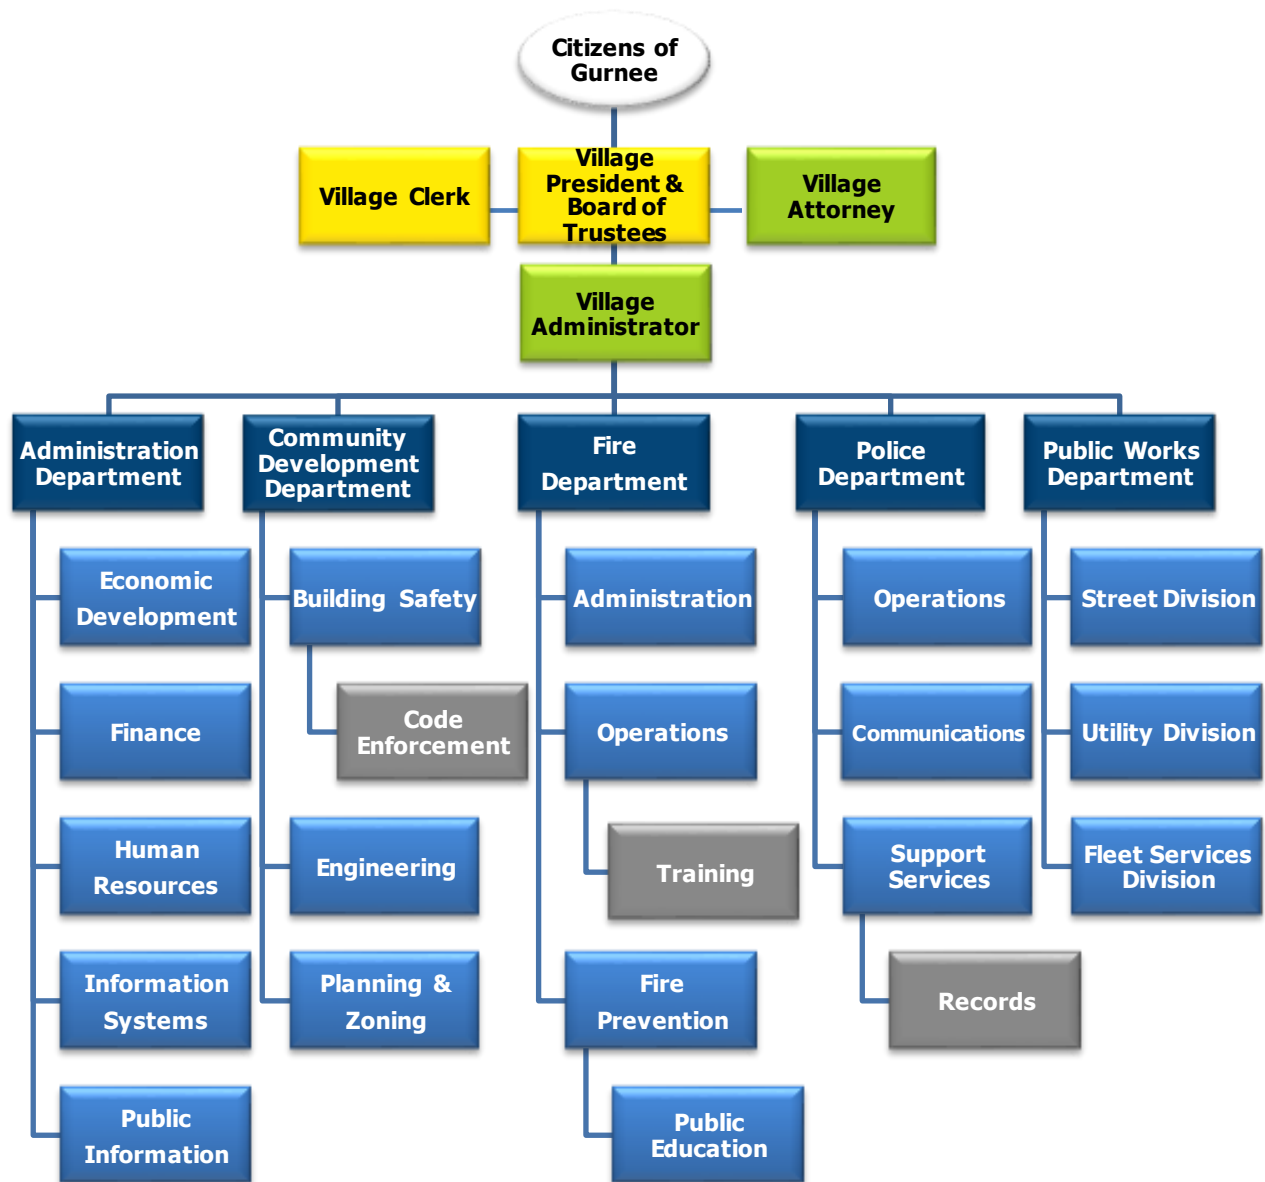 Citizens of
Gurnee
Village Clerk
Village
President &
Board of
Trustees
Village
Attorney
Village
Administrator
Administration
Department
Economic
Development
Finance
Human
Resources
Information
Systems
Public
Information
Community
Development
Department
Building Safety
Code
Enforcement
Engineering
Planning &
Zoning
Fire
Department
Administration
Operations
Training
Fire
Prevention
Public
Education
Police
Department
Operations
Communications
Support
Services
Records
Public Works
Department
Street Division
Utility Division
Fleet Services
Division